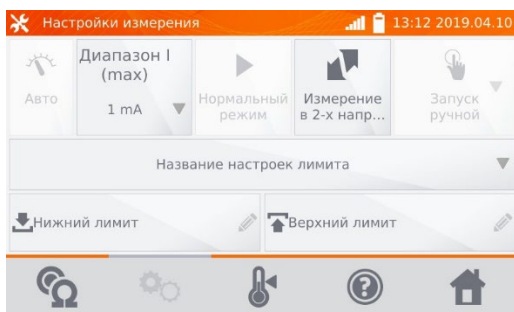 Настройки измерения 13:12 2019.04.10
Диапазон I
(max)
1 mA
Авто
Нормальный
режим
Измерение
в 2-х напр...
Запуск
ручной
Название настроек лимита
Нижний лимит
Верхний лимит